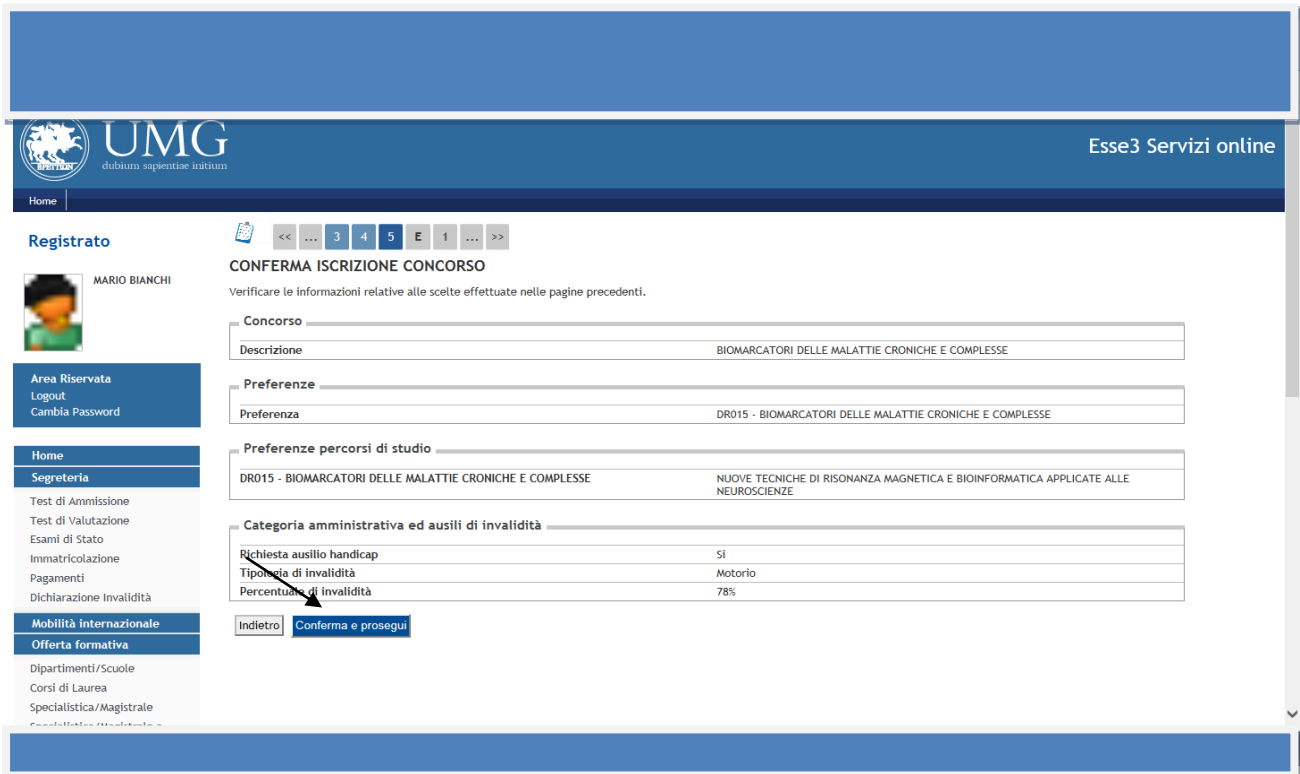 UMG
dubium sapientiae initium
Esse3 Servizi online
Home
Registrato
MARIO BIANCHI
Area Riservata
Logout
Cambia Password
Home
Segreteria
Test di Ammissione
Test di Valutazione
Esami di Stato
Immatricolazione
Pagamenti
Dichiarazione Invalidità
Mobilità internazionale
Offerta formativa
Dipartimenti/Scuole
Corsi di Laurea
Specialistica/Magistrale
<< ... 3 4 5 E 1 ... >>
CONFERMA ISCRIZIONE CONCORSO
Verificare le informazioni relative alle scelte effettuate nelle pagine precedenti.
Concorso
Descrizione BIOMARCATORI DELLE MALATTIE CRONICHE E COMPLESSE
Preferenze
Preferenza DR015 - BIOMARCATORI DELLE MALATTIE CRONICHE E COMPLESSE
Preferenze percorsi di studio
DR015 - BIOMARCATORI DELLE MALATTIE CRONICHE E COMPLESSE NUOVE TECNICHE DI RISONANZA MAGNETICA E BIOINFORMATICA APPLICATE ALLE
NEUROSCIENZE
Categoria amministrativa ed ausili di invalidità
Richiesta ausilio handicap Sì
Tipologia di invalidità Motorio
Percentuale di invalidità 78%
Indietro Conferma e prosegui